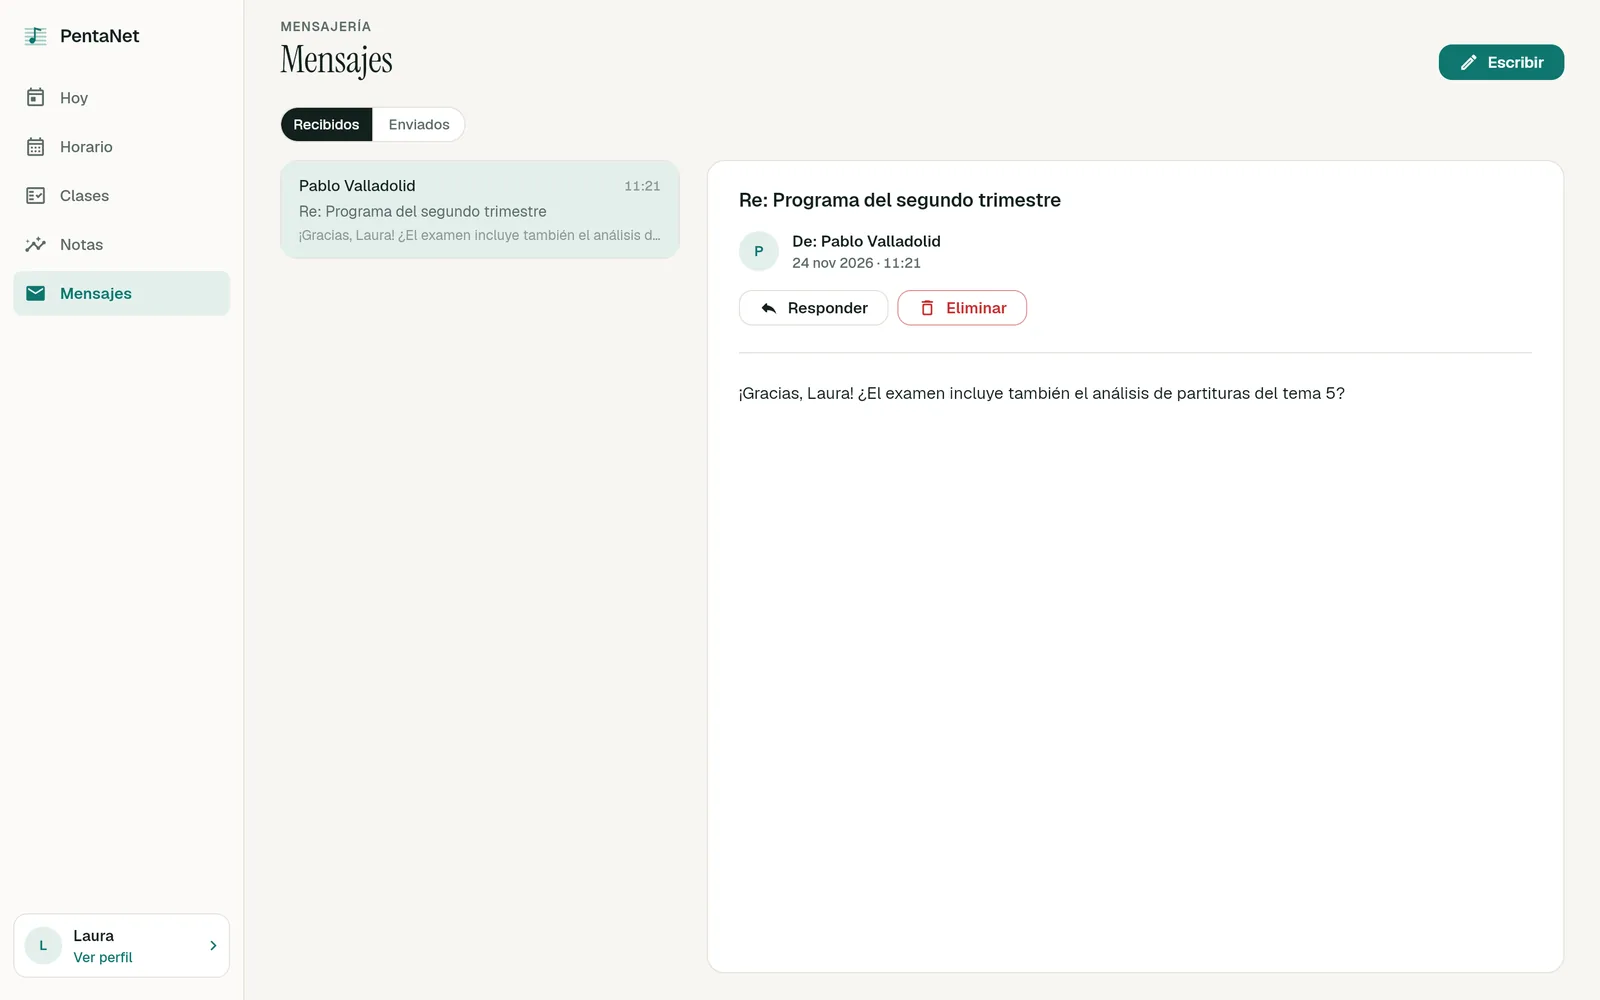 PentaNet
Hoy
Horario
Clases
Notas
Mensajes
L
Laura
Ver perfil
MENSAJERÍA
Mensajes
Escribir
Recibidos
Enviados
Pablo Valladolid
11:21
Re: Programa del segundo trimestre
¡Gracias, Laura! ¿El examen incluye también el análisis d...
Re: Programa del segundo trimestre
P
De: Pablo Valladolid
24 nov 2026 · 11:21
Responder
Eliminar
¡Gracias, Laura! ¿El examen incluye también el análisis de partituras del tema 5?